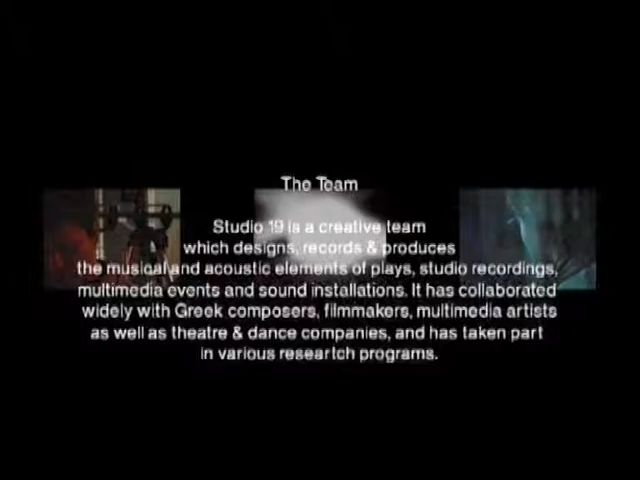 The Team
Studio 19 is a creative team
which designs, records & produces
the musical and acoustic elements of plays, studio recordings,
multimedia events and sound installations. It has collaborated
widely with Greek composers, filmmakers, multimedia artists
as well as theatre & dance companies, and has taken part
in various researtch programs.